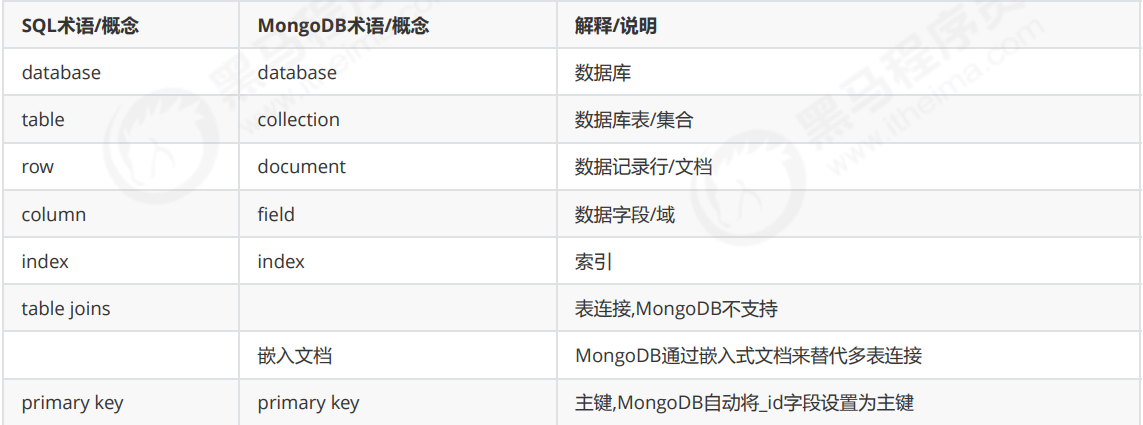 SQL术语/概念 MongoDB术语/概念 解释/说明
database database 数据库
table collection 数据库表/集合
row document 数据记录行/文档
column field 数据字段/域
index index 索引
table joins 表连接,MongoDB不支持
嵌入文档 MongoDB通过嵌入式文档来替代多表连接
primary key primary key 主键,MongoDB自动将_id字段设置为主键
黑马程序员
www.itheima.com